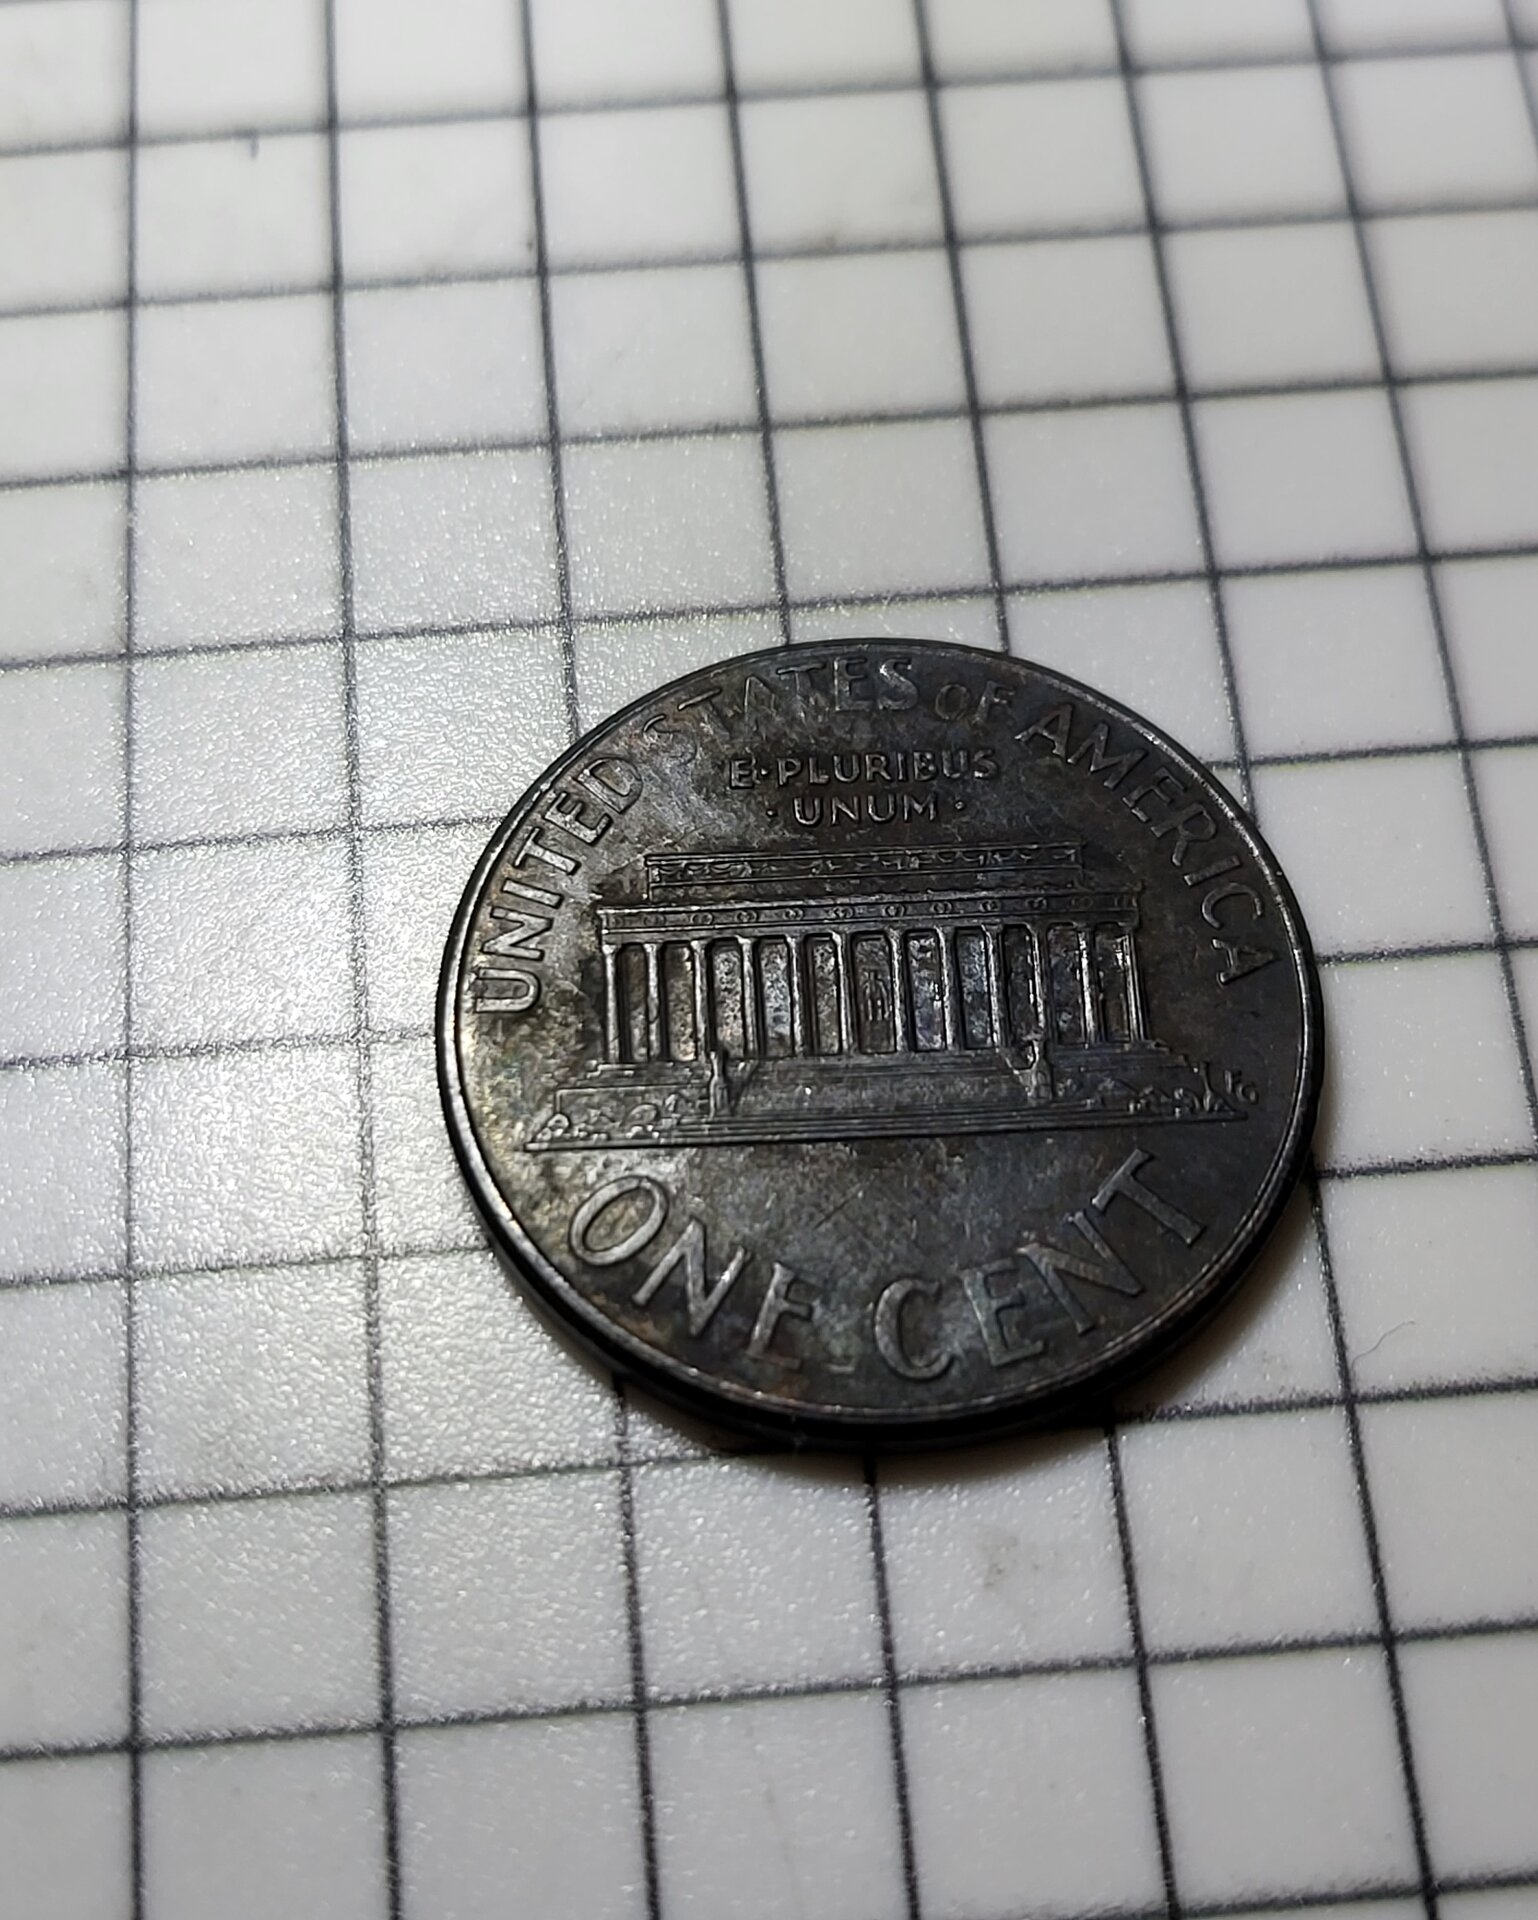 UNITED STATES OF AMERICA
E·PLURIBUS
·UNUM·
ONE CENT